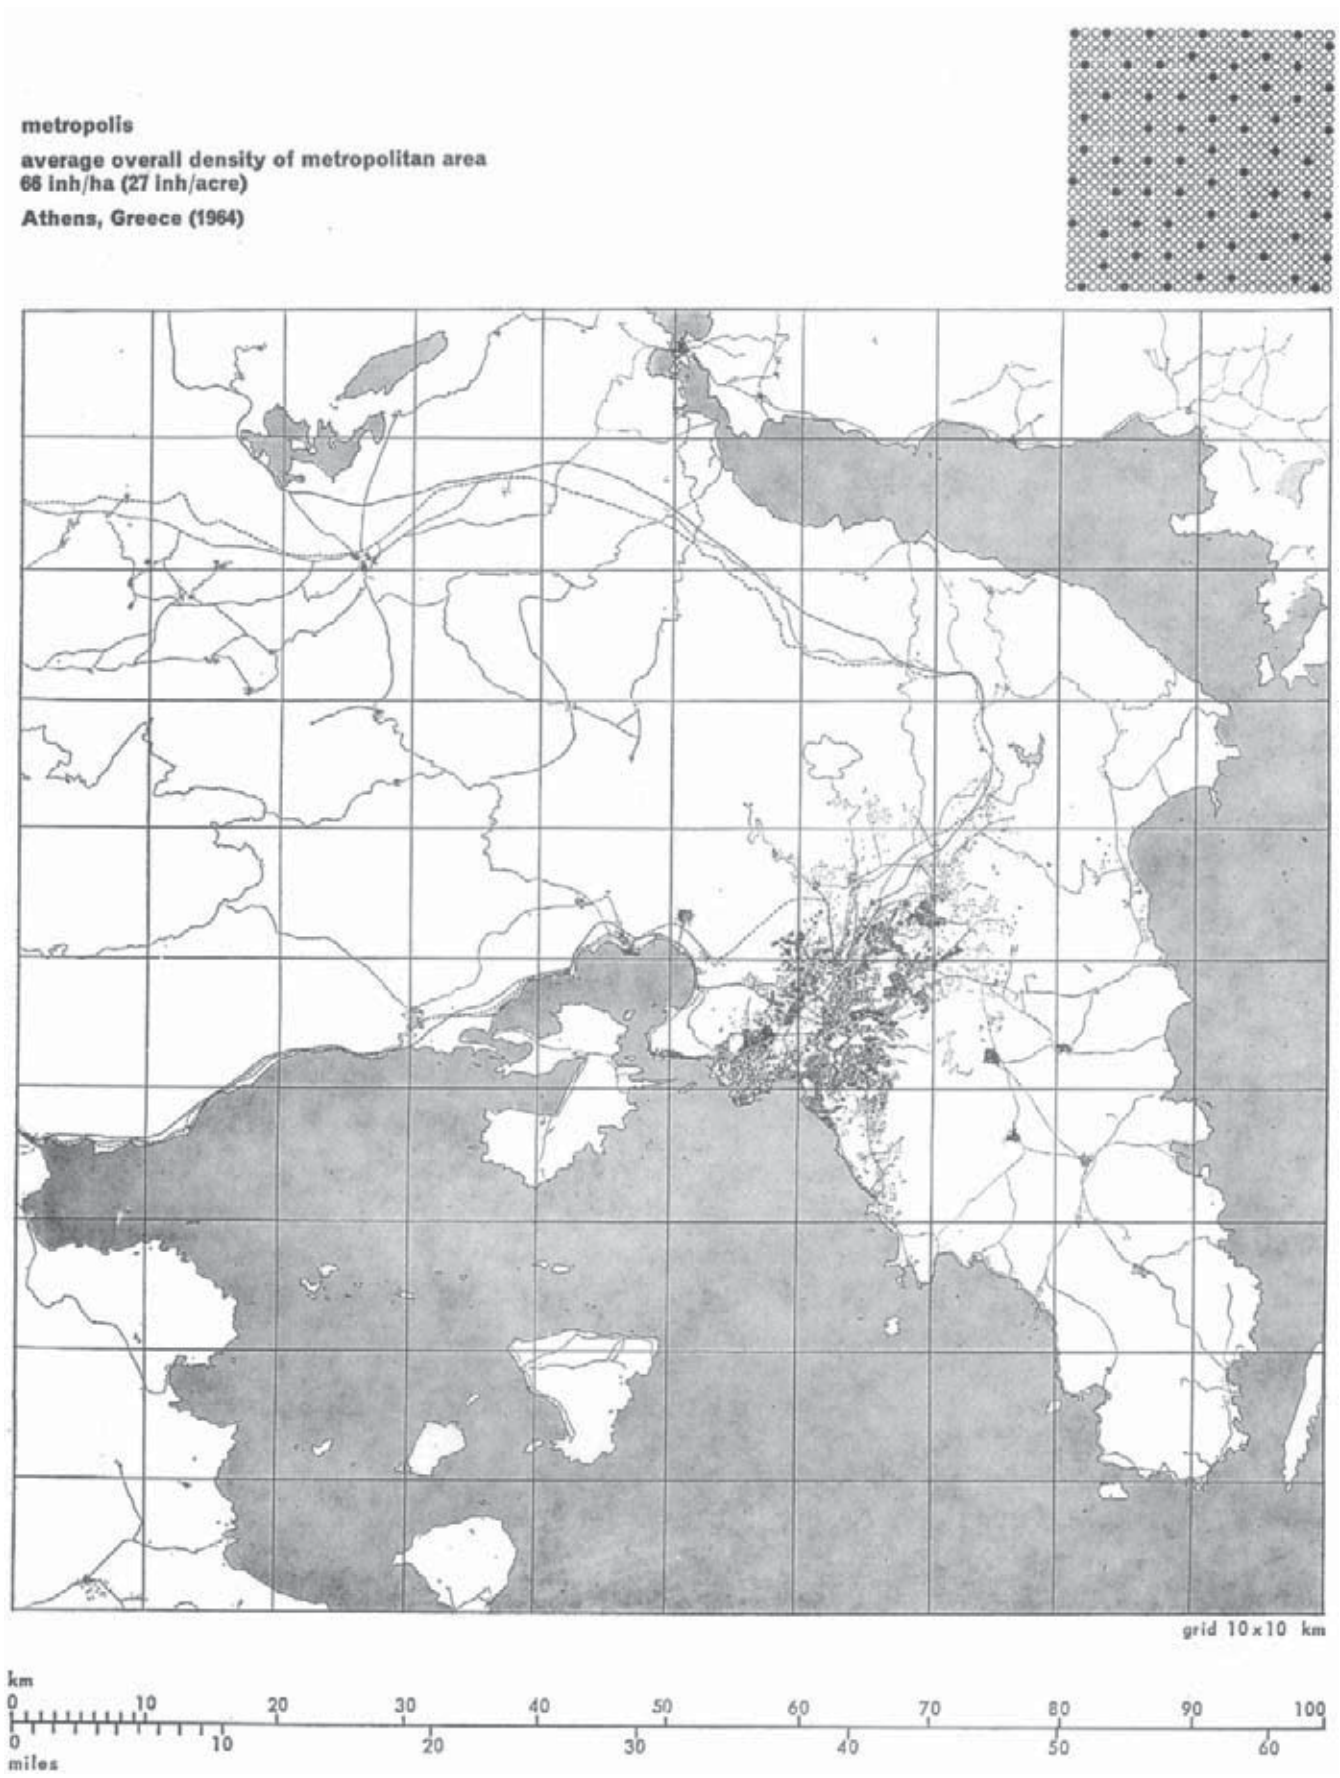 metropolis
average overall density of metropolitan area
66 inh/ha (27 inh/acre)
Athens, Greece (1964)
grid 10x10 km
km
0 10 20 30 40 50 60 70 80 90 100
0 10 20 30 40 50 60
miles